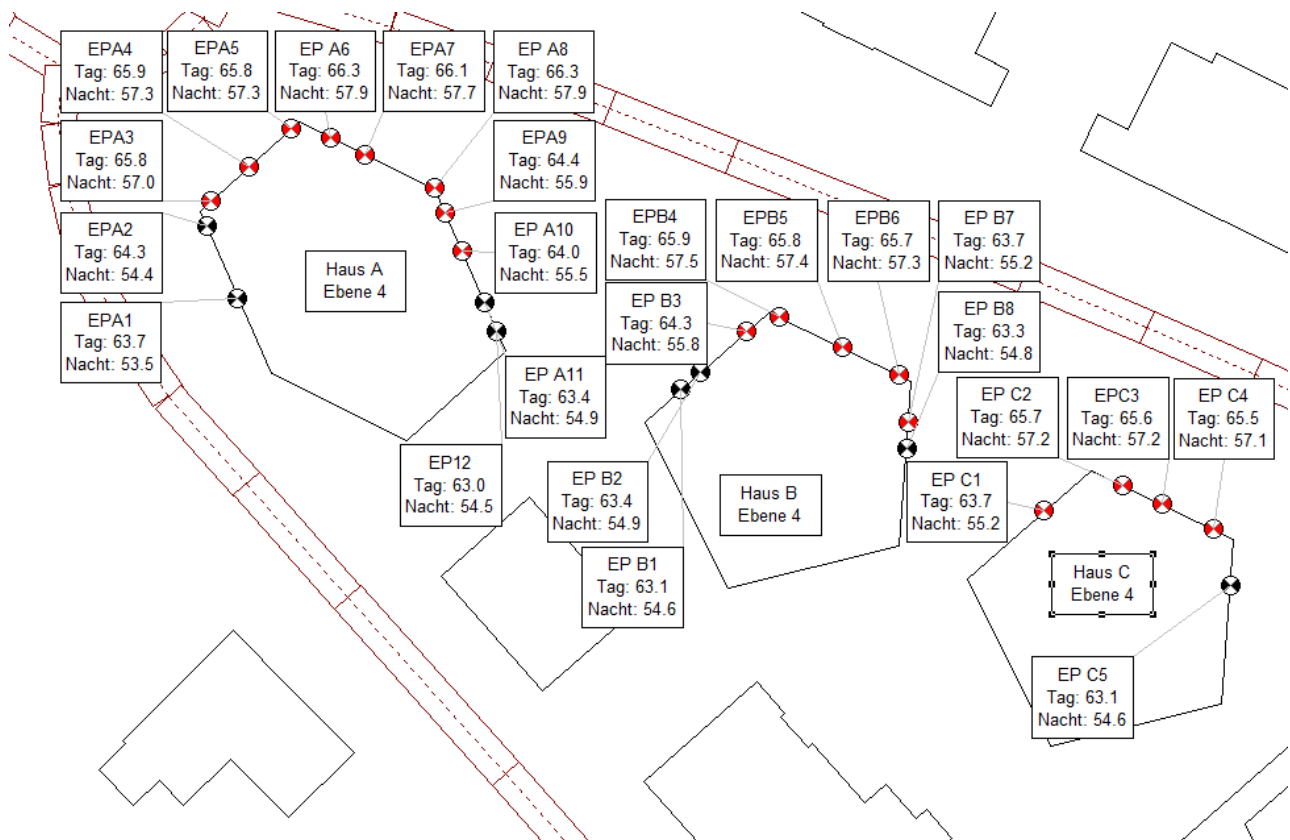 EPA4
Tag: 65.9
Nacht: 57.3
EPA5
Tag: 65.8
Nacht: 57.3
EP A6
Tag: 66.3
Nacht: 57.9
EPA7
Tag: 66.1
Nacht: 57.7
EP A8
Tag: 66.3
Nacht: 57.9
EPA3
Tag: 65.8
Nacht: 57.0
EPA9
Tag: 64.4
Nacht: 55.9
EPA2
Tag: 64.3
Nacht: 54.4
EP A10
Tag: 64.0
Nacht: 55.5
EPA1
Tag: 63.7
Nacht: 53.5
Haus A
Ebene 4
EPB4
Tag: 65.9
Nacht: 57.5
EPB5
Tag: 65.8
Nacht: 57.4
EPB6
Tag: 65.7
Nacht: 57.3
EP B7
Tag: 63.7
Nacht: 55.2
EP B3
Tag: 64.3
Nacht: 55.8
EP B8
Tag: 63.3
Nacht: 54.8
EP A11
Tag: 63.4
Nacht: 54.9
EP12
Tag: 63.0
Nacht: 54.5
EP B2
Tag: 63.4
Nacht: 54.9
EP B1
Tag: 63.1
Nacht: 54.6
Haus B
Ebene 4
EP C2
Tag: 65.7
Nacht: 57.2
EPC3
Tag: 65.6
Nacht: 57.2
EP C4
Tag: 65.5
Nacht: 57.1
EP C1
Tag: 63.7
Nacht: 55.2
Haus C
Ebene 4
EP C5
Tag: 63.1
Nacht: 54.6